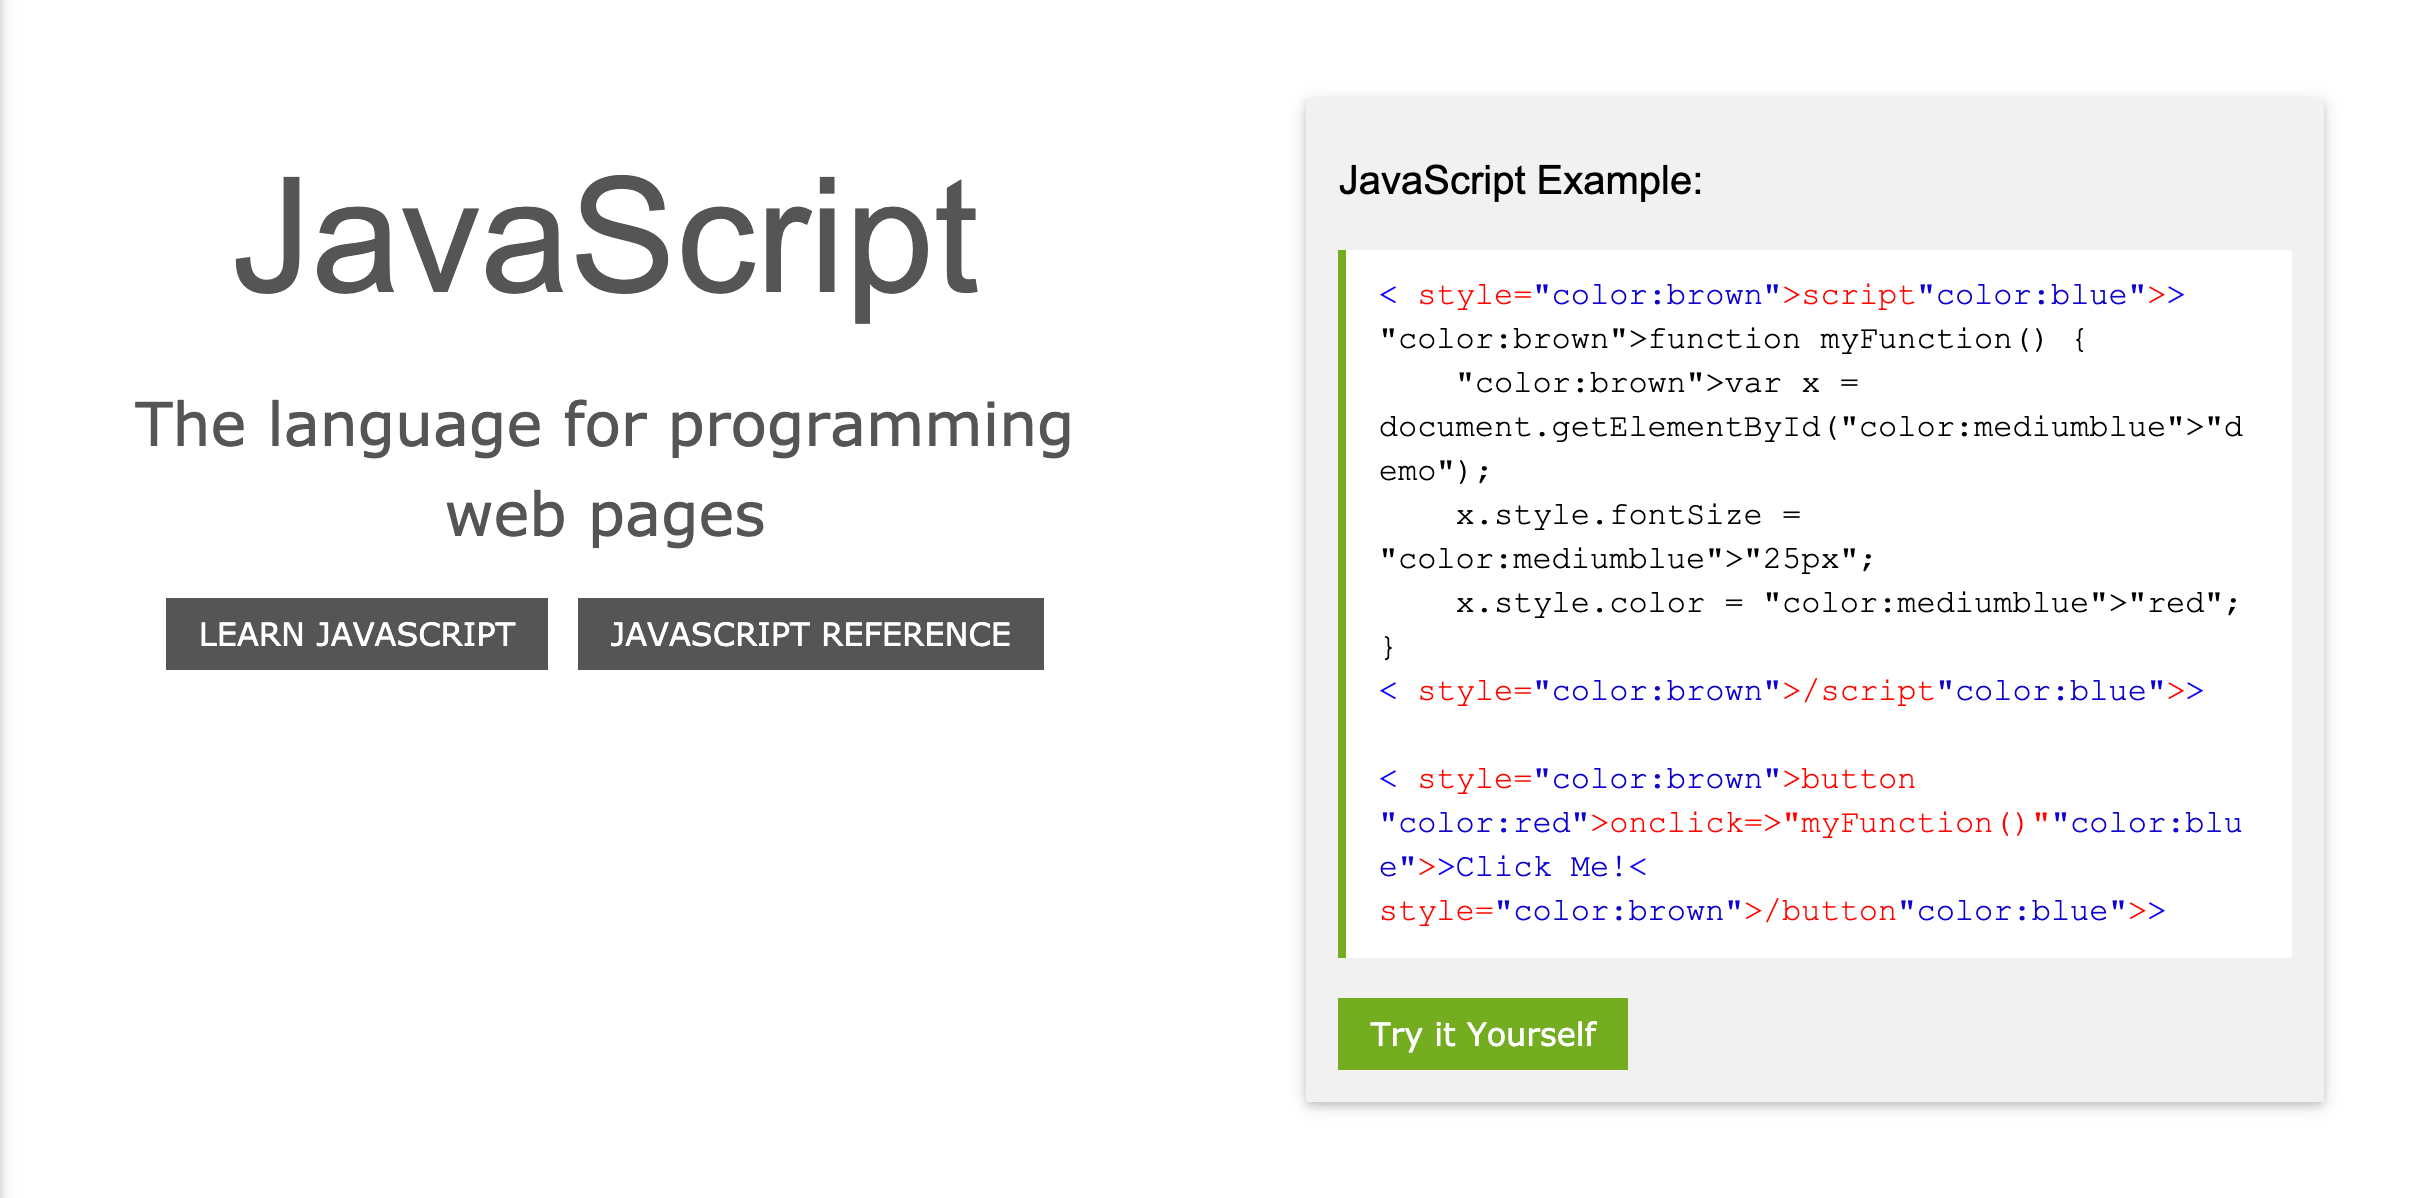 JavaScript
The language for programming
web pages
LEARN JAVASCRIPT
JAVASCRIPT REFERENCE
JavaScript Example:
< style="color:brown">script"color:blue">>
"color:brown">function myFunction() {
    "color:brown">var x =
document.getElementById("color:mediumblue">"d
emo");
    x.style.fontSize =
"color:mediumblue">"25px";
    x.style.color = "color:mediumblue">"red";
}
< style="color:brown">/script"color:blue">>
< style="color:brown">button
"color:red">onclick=>"myFunction()""color:blu
e">>Click Me!<
style="color:brown">/button"color:blue">>
Try it Yourself